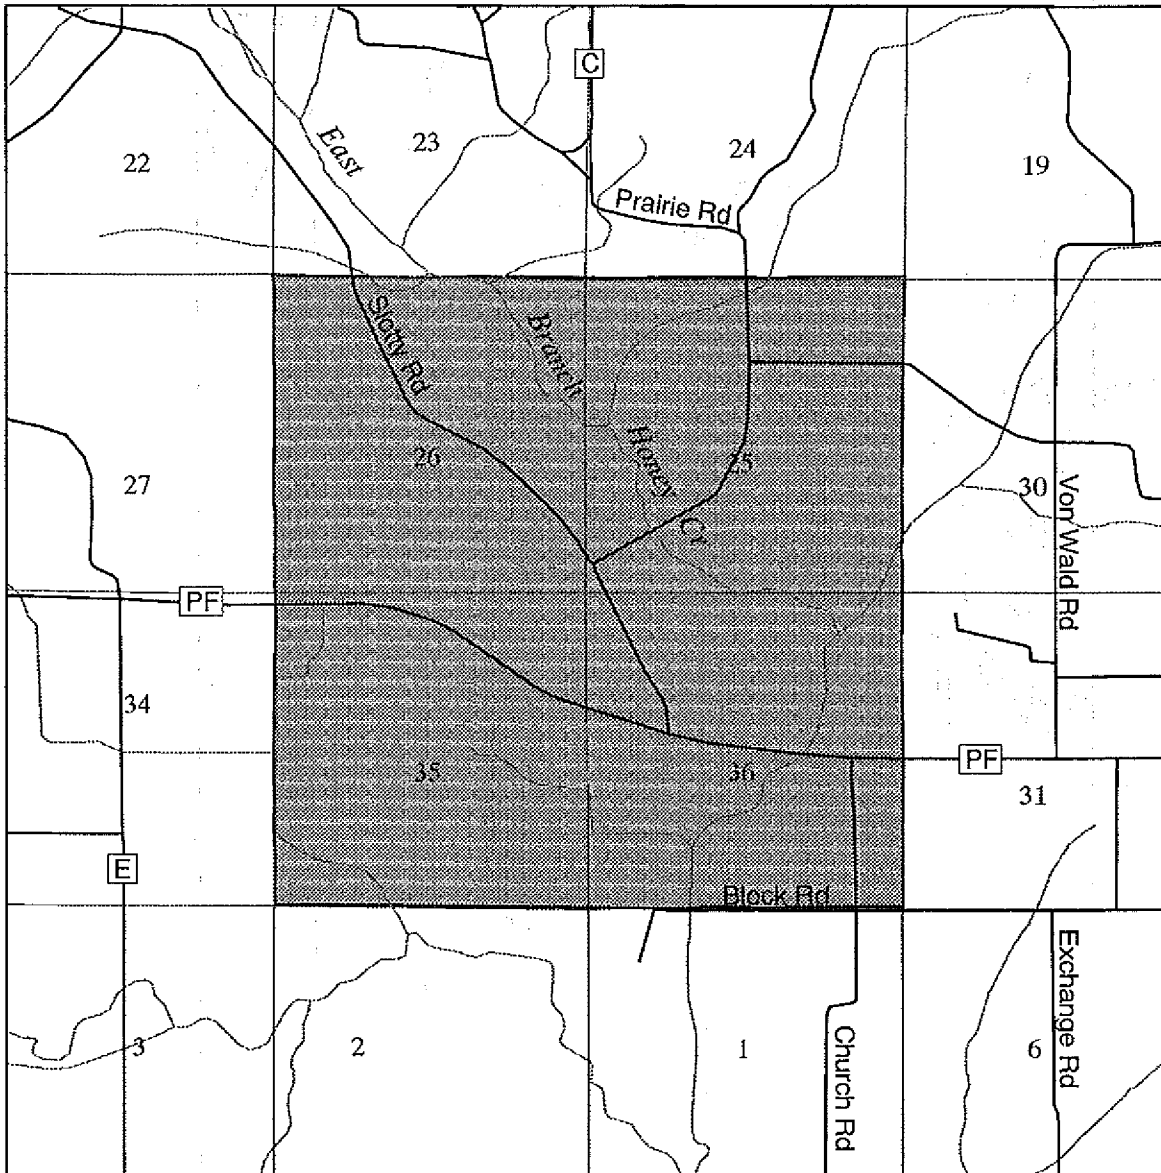 C
22
East
23
24
19
Prairie Rd
Slotty Rd
Branch
Honey Cr
27
26
25
30
Von Wald Rd
PF
34
35
36
PF
31
E
Block Rd
Exchange Rd
3
2
1
Church Rd
6